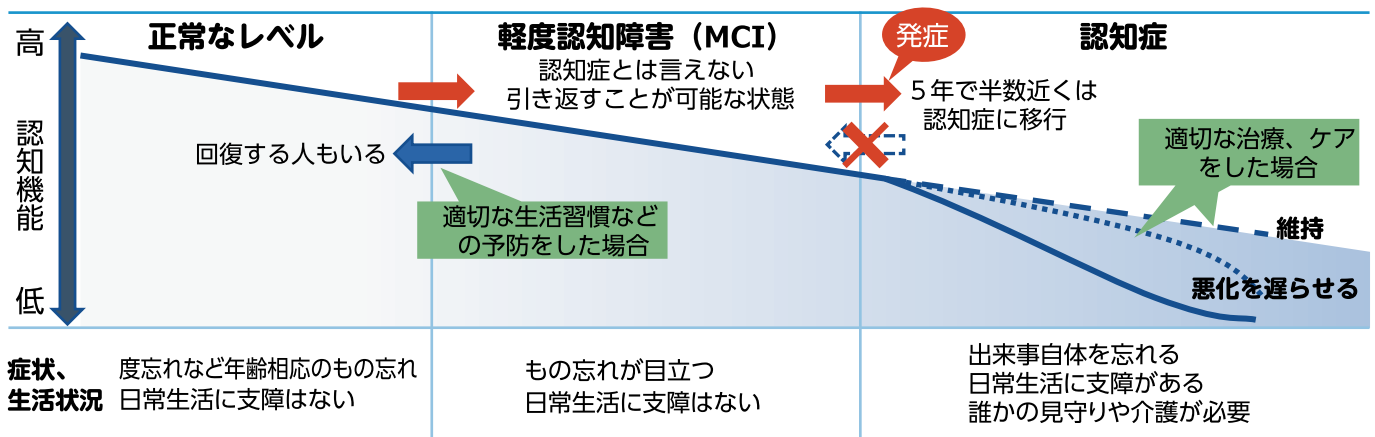 高
認知機能
低
正常なレベル
回復する人もいる
適切な生活習慣など
の予防をした場合
軽度認知障害（MCI）
認知症とは言えない
引き返すことが可能な状態
発症
認知症
５年で半数近くは
認知症に移行
適切な治療、ケア
をした場合
維持
悪化を遅らせる
症状、
生活状況
度忘れなど年齢相応のもの忘れ
日常生活に支障はない
もの忘れが目立つ
日常生活に支障はない
出来事自体を忘れる
日常生活に支障がある
誰かの見守りや介護が必要